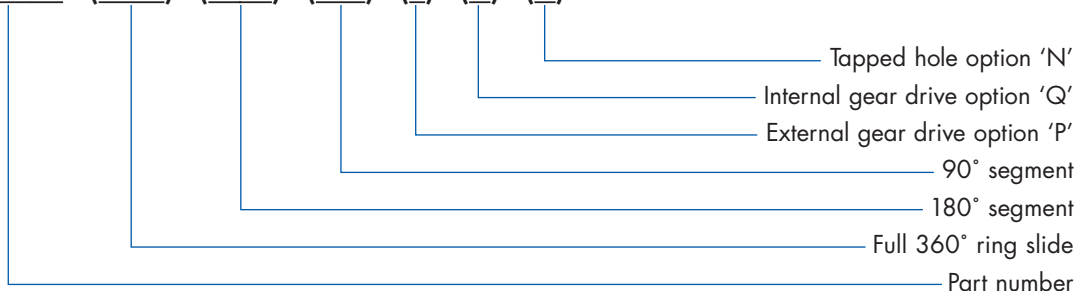 Tapped hole option ‘N’
Internal gear drive option ‘Q’
External gear drive option ‘P’
90˚ segment
180˚ segment
Full 360˚ ring slide
Part number